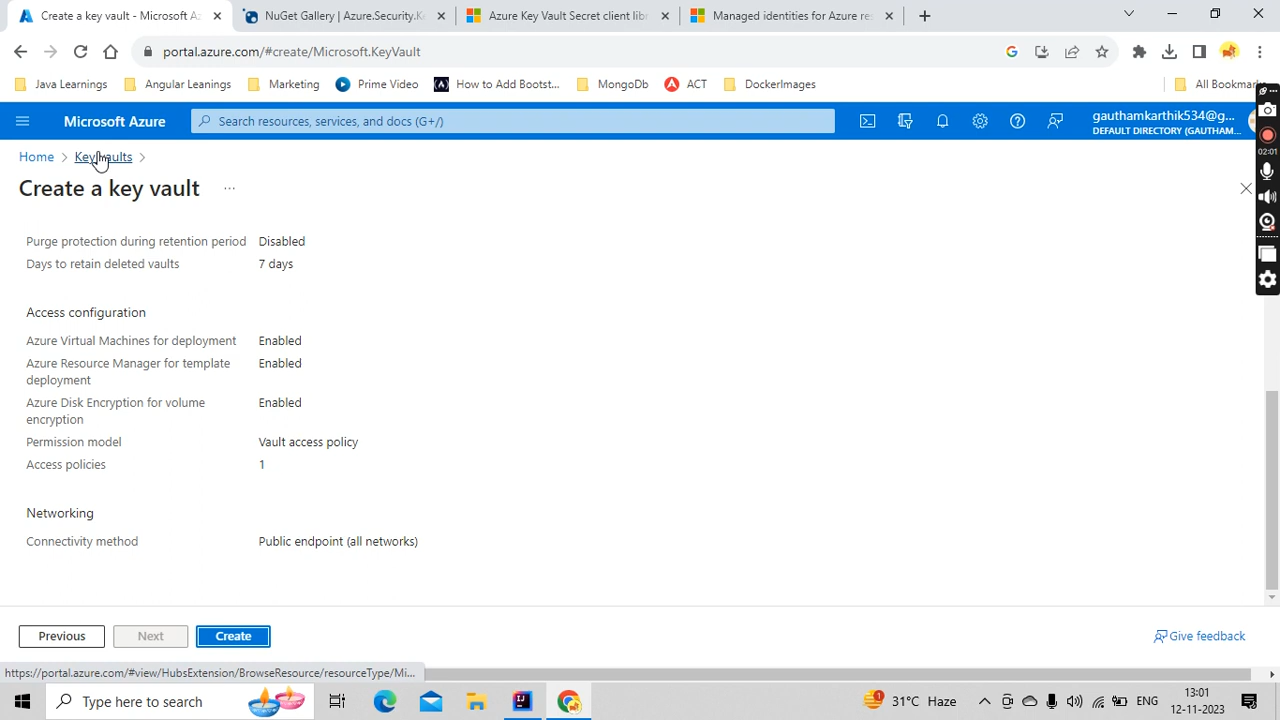 Create a key vault - Microsoft A
NuGet Gallery | Azure.Security.K
Azure Key Vault Secret client lib
Managed identities for Azure re
portal.azure.com/#create/Microsoft.KeyVault
Java Learnings
Angular Leanings
Marketing
Prime Video
How to Add Bootst...
MongoDb
ACT
DockerImages
All Bookmark
Microsoft Azure
Search resources, services, and docs (G+/)
gauthamkarthik534@g...
DEFAULT DIRECTORY (GAUTHAM...
Home > Key vaults >
Create a key vault ...
02:01
Purge protection during retention period Disabled
Days to retain deleted vaults 7 days
Access configuration
Azure Virtual Machines for deployment Enabled
Azure Resource Manager for template Enabled
deployment
Azure Disk Encryption for volume Enabled
encryption
Permission model Vault access policy
Access policies 1
Networking
Connectivity method Public endpoint (all networks)
Previous
Next
Create
Give feedback
https://portal.azure.com/#view/HubsExtension/BrowseResource/resourceType/Mi...
Type here to search
1
31°C Haze
ENG
13:01
12-11-2023